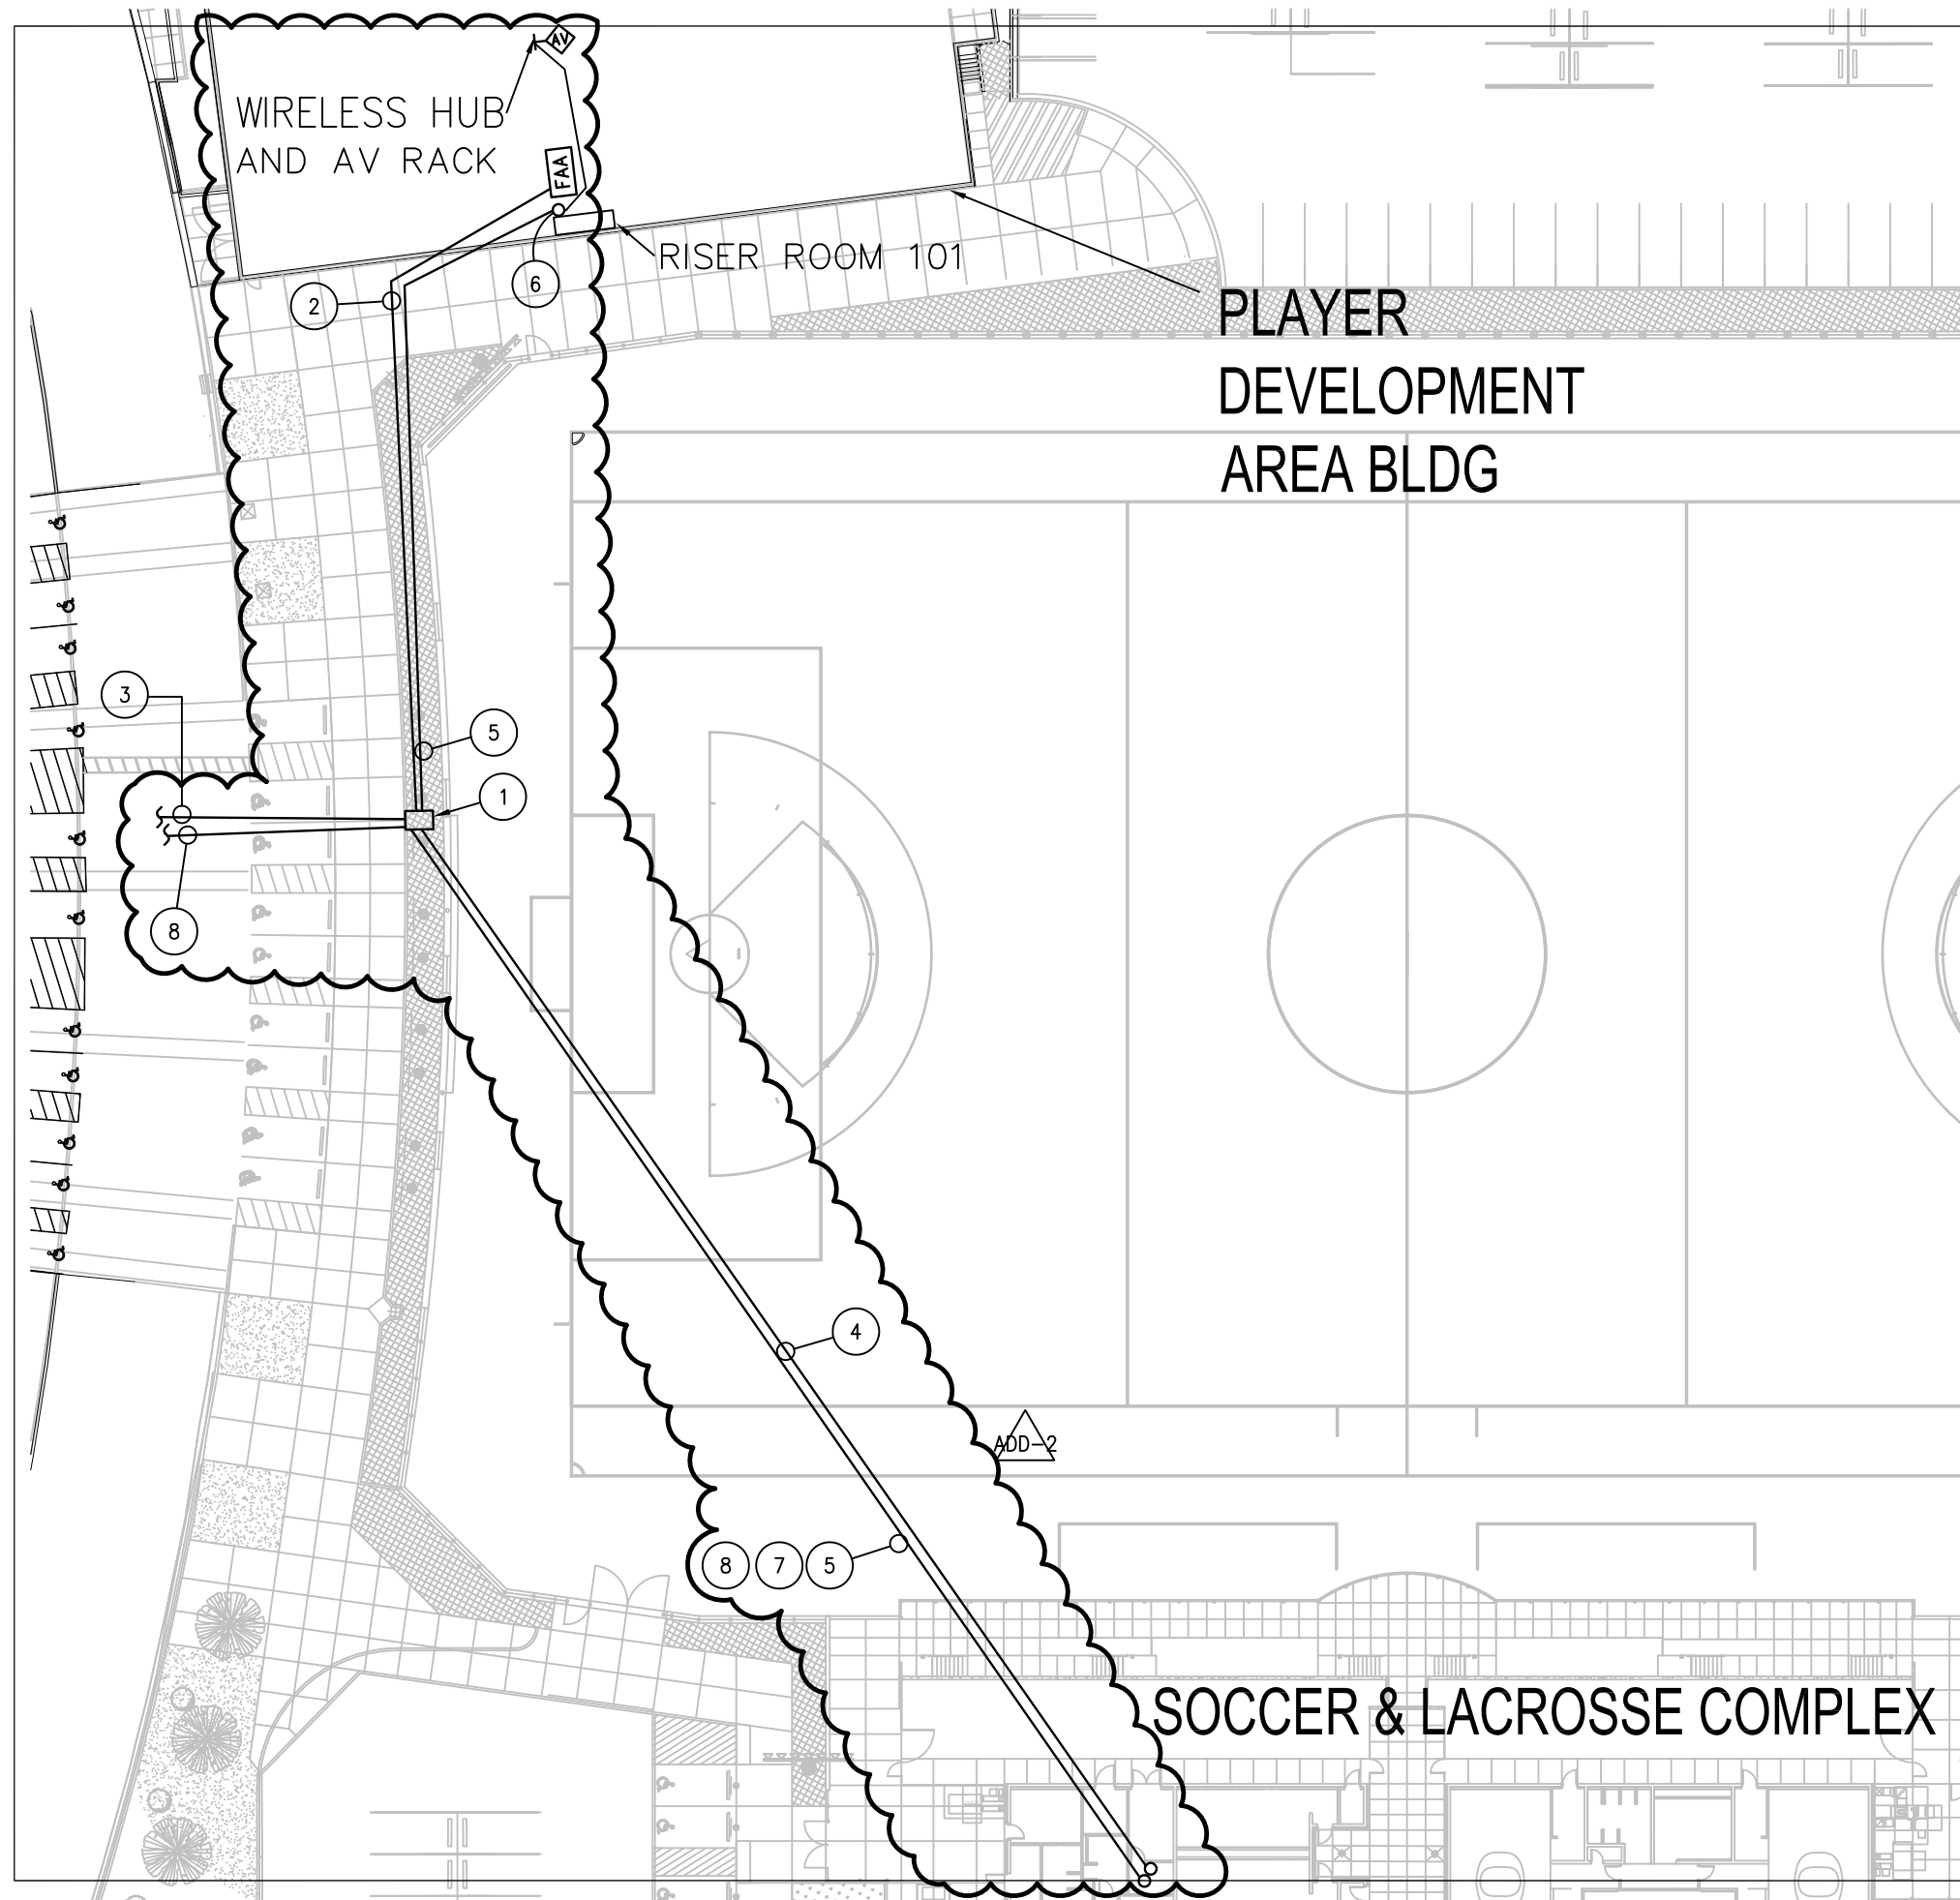 AV
WIRELESS HUB
AND AV RACK
FAA
RISER ROOM 101
6
2
PLAYER
DEVELOPMENT
AREA BLDG
3
5
1
8
4
ADD-2
8 7 5
SOCCER & LACROSSE COMPLEX